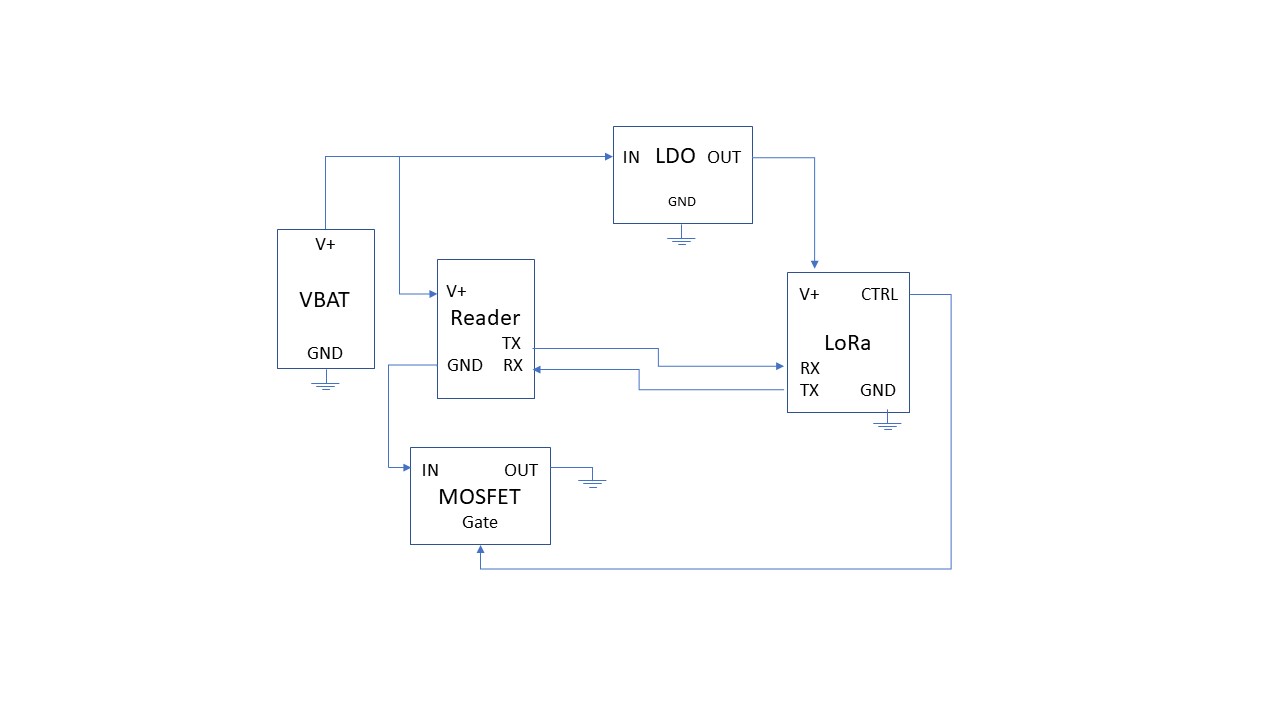 IN LDO OUT
GND
V+
VBAT
GND
V+
Reader
TX
GND RX
V+ CTRL
LoRa
RX
TX GND
IN OUT
MOSFET
Gate